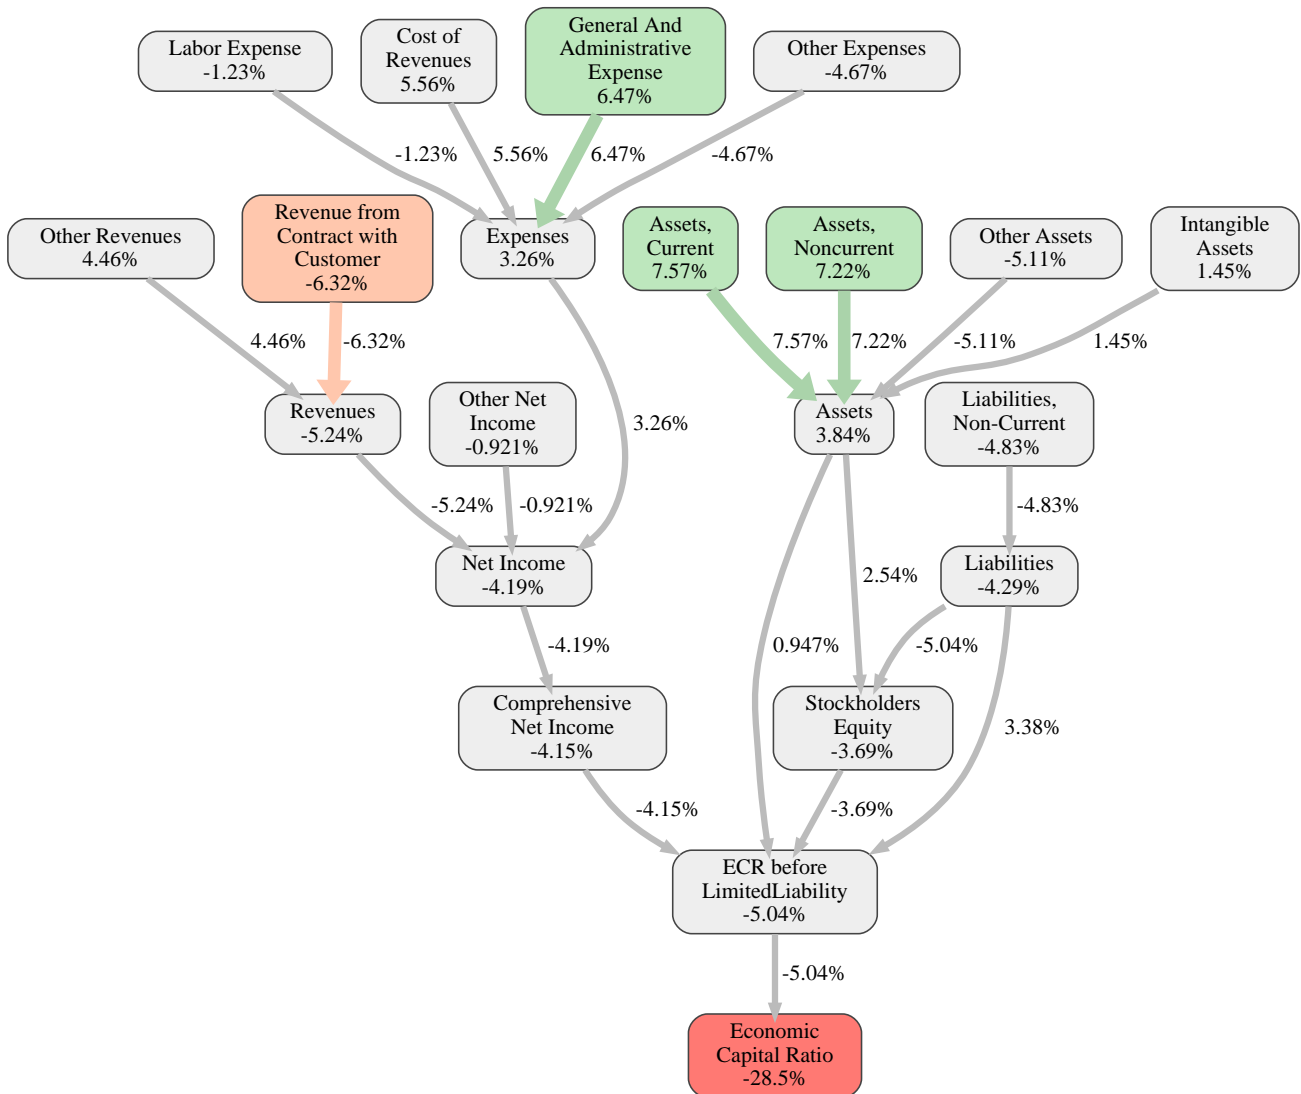 Labor Expense
-1.23%
Cost of
Revenues
5.56%
General And
Administrative
Expense
6.47%
Other Expenses
-4.67%
-1.23%
5.56%
6.47%
-4.67%
Other Revenues
4.46%
Revenue from
Contract with
Customer
-6.32%
Expenses
3.26%
Assets,
Current
7.57%
Assets,
Noncurrent
7.22%
Other Assets
-5.11%
Intangible
Assets
1.45%
4.46%
-6.32%
7.57%
7.22%
-5.11%
1.45%
Revenues
-5.24%
Other Net
Income
-0.921%
3.26%
Assets
3.84%
Liabilities,
Non-Current
-4.83%
-5.24%
-0.921%
-4.83%
Net Income
-4.19%
2.54%
Liabilities
-4.29%
-4.19%
0.947%
-5.04%
Comprehensive
Net Income
-4.15%
Stockholders
Equity
-3.69%
3.38%
-4.15%
-3.69%
ECR before
LimitedLiability
-5.04%
-5.04%
Economic
Capital Ratio
-28.5%